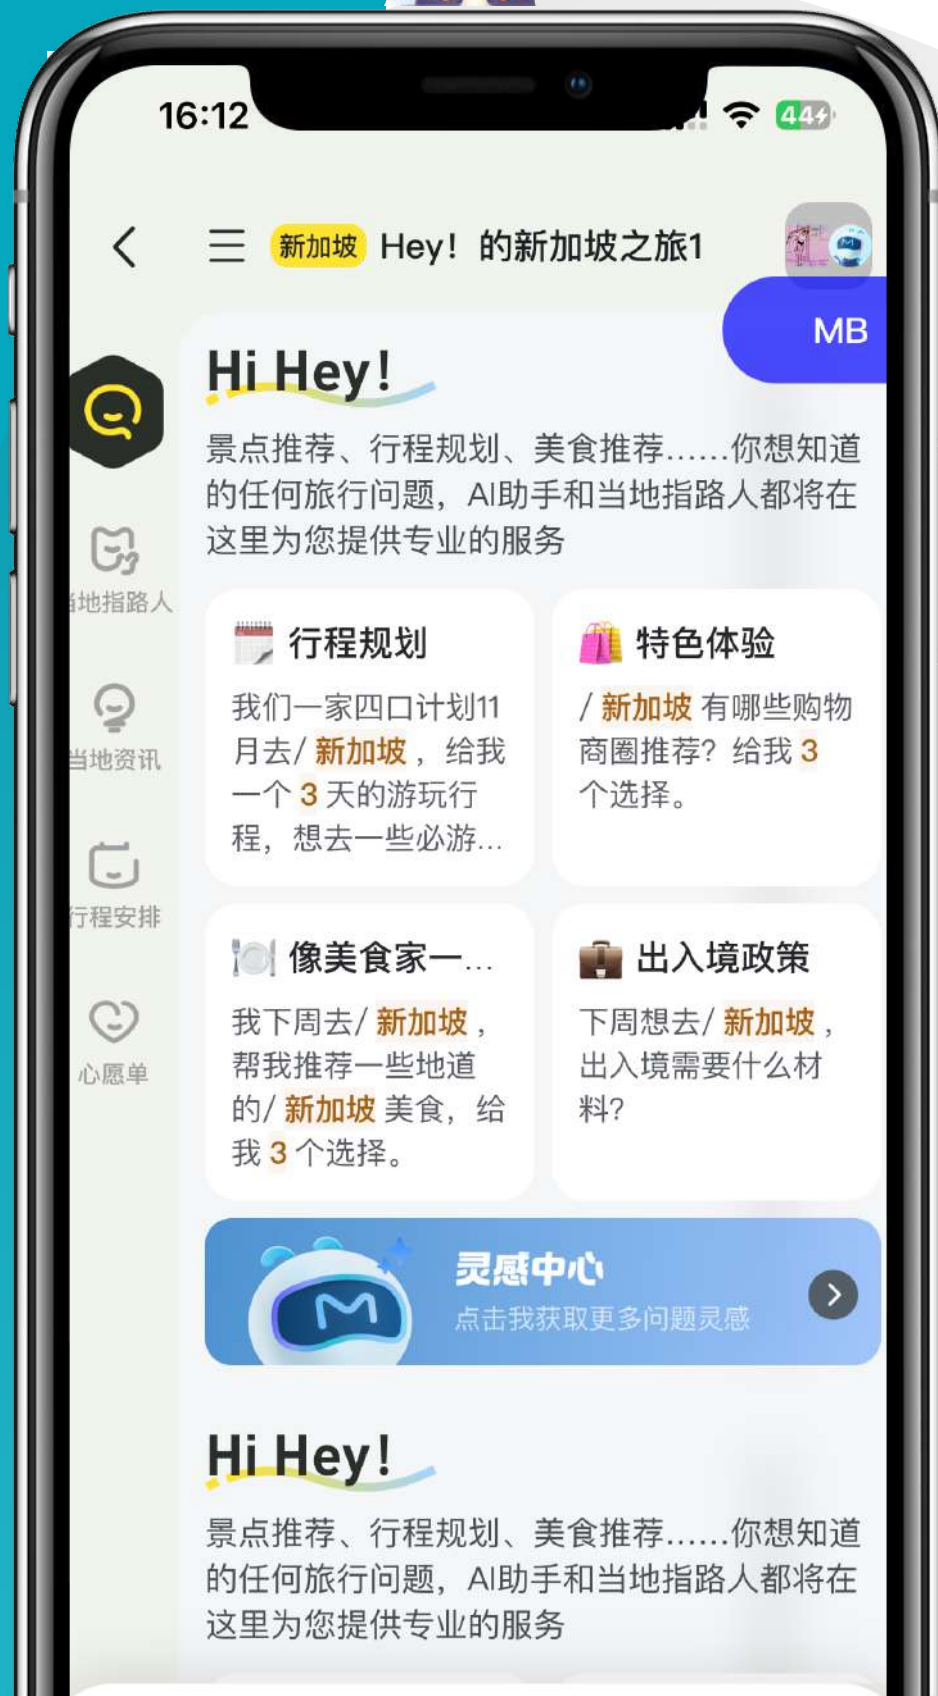 16:12
44
新加坡 Hey！的新加坡之旅1
MB
Hi Hey!
景点推荐、行程规划、美食推荐……你想知道
的任何旅行问题，AI助手和当地指路人都将在
这里为您提供专业的服务
当地指路人
当地资讯
行程安排
心愿单
行程规划
我们一家四口计划11
月去/ 新加坡 ，给我
一个 3 天的游玩行
程，想去一些必游...
特色体验
/ 新加坡 有哪些购物
商圈推荐？给我 3
个选择。
像美食家一...
我下周去/ 新加坡 ，
帮我推荐一些地道
的/ 新加坡 美食，给
我 3 个选择。
出入境政策
下周想去/ 新加坡 ，
出入境需要什么材
料？
灵感中心
点击我获取更多问题灵感
Hi Hey!
景点推荐、行程规划、美食推荐……你想知道
的任何旅行问题，AI助手和当地指路人都将在
这里为您提供专业的服务